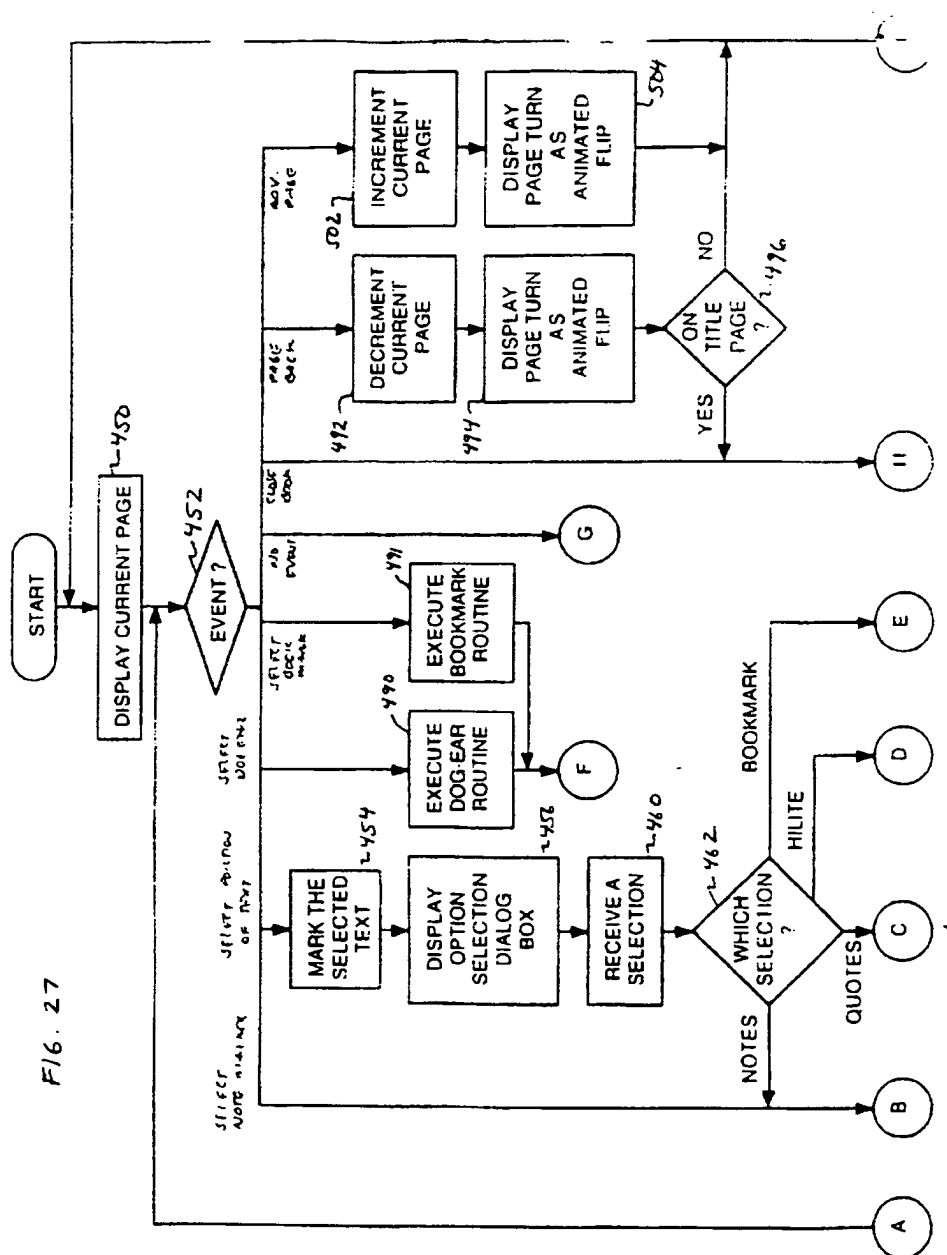 FIG. 27
START
DISPLAY CURRENT PAGE
450
EVENT ?
452
SELECT
NOTE
SELECT PORTION
OF TEXT
SELECT
DOG EAR
SELECT
BOOK
MARK
NO
EVENT
CLOSE
BOOK
PAGE
BACK
ADV.
PAGE
MARK THE
SELECTED
TEXT
454
DISPLAY
OPTION
SELECTION
DIALOG
BOX
456
RECEIVE A
SELECTION
460
WHICH
SELECTION
?
462
NOTES
QUOTES
HILITE
BOOKMARK
490
EXECUTE
DOG-EAR
ROUTINE
491
EXECUTE
BOOKMARK
ROUTINE
492
DECREMENT
CURRENT
PAGE
494
DISPLAY
PAGE TURN
AS
ANIMATED
FLIP
ON
TITLE
PAGE
?
496
YES
NO
502
INCREMENT
CURRENT
PAGE
DISPLAY
PAGE TURN
AS
ANIMATED
FLIP
504
A
B
C
D
E
F
G
H